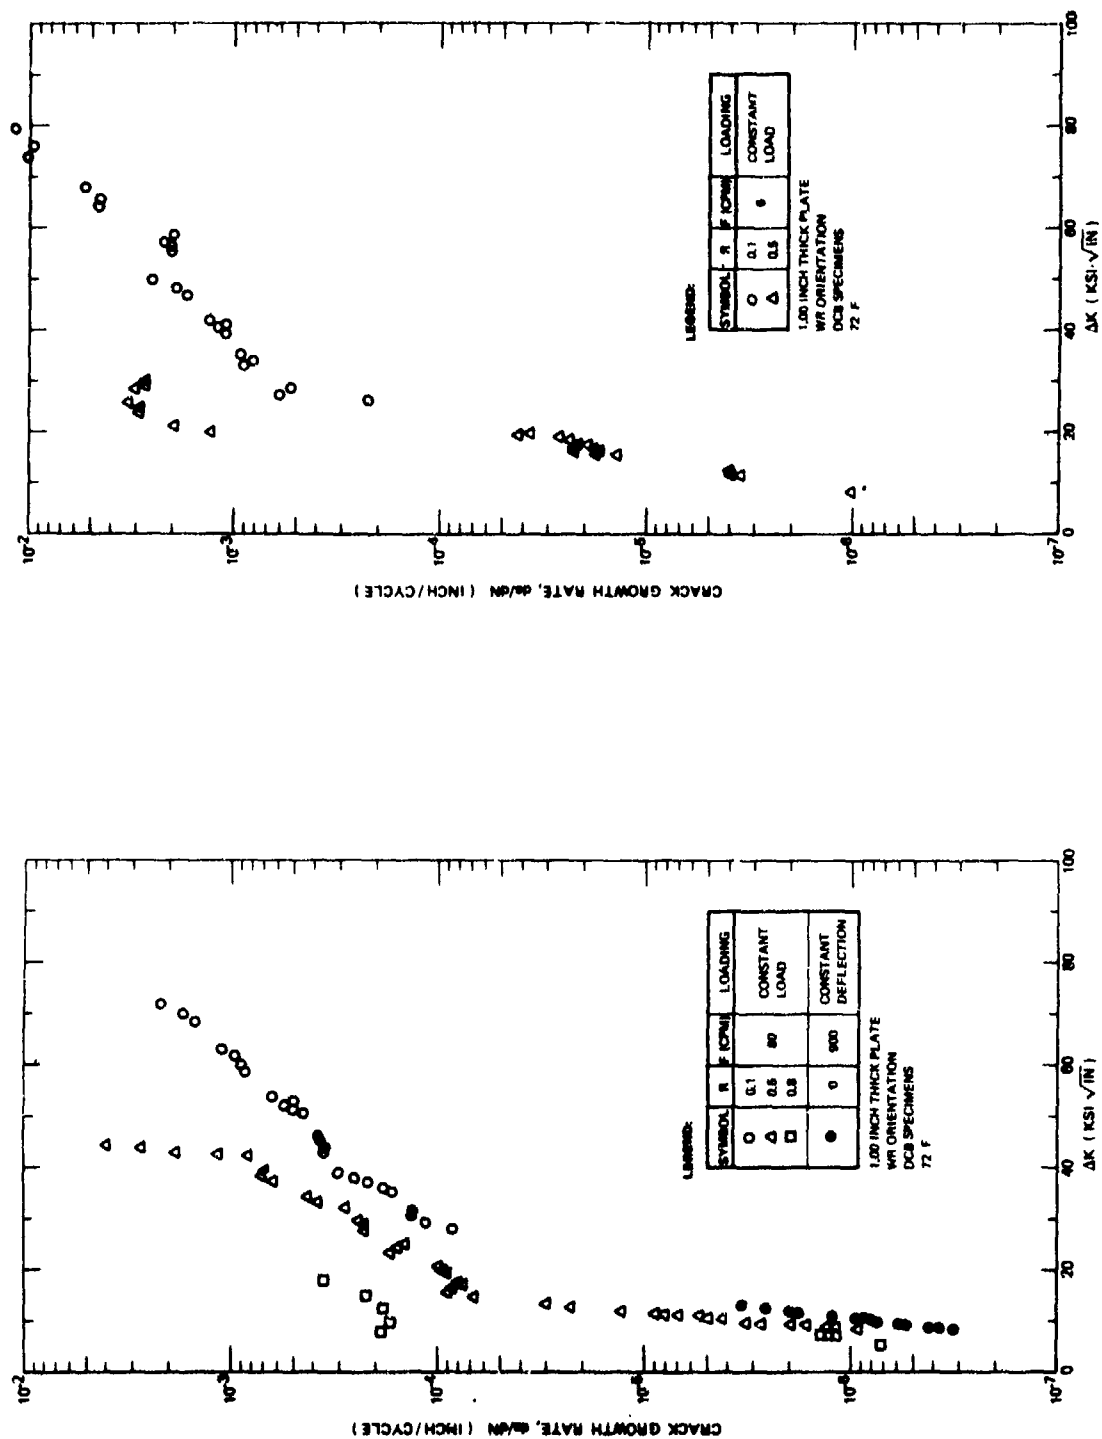 CRACK GROWTH RATE, da/dN (INCH/CYCLE)
10-2
10-3
10-4
10-5
10-6
10-7
0
20
40
60
80
100
ΔK (KSI √IN)
LEGEND:
SYMBOL R F (CPM) LOADING
0.1
0.5
0.8
80
CONSTANT
LOAD
0 900 CONSTANT
DEFLECTION
1.00 INCH THICK PLATE
WR ORIENTATION
DCB SPECIMENS
72 F
CRACK GROWTH RATE, da/dN (INCH/CYCLE)
10-2
10-3
10-4
10-5
10-6
10-7
0
20
40
60
80
100
ΔK (KSI·√IN)
LEGEND:
SYMBOL R F (CPM) LOADING
0.1
0.5
6
CONSTANT
LOAD
1.00 INCH THICK PLATE
WR ORIENTATION
DCB SPECIMENS
72 F